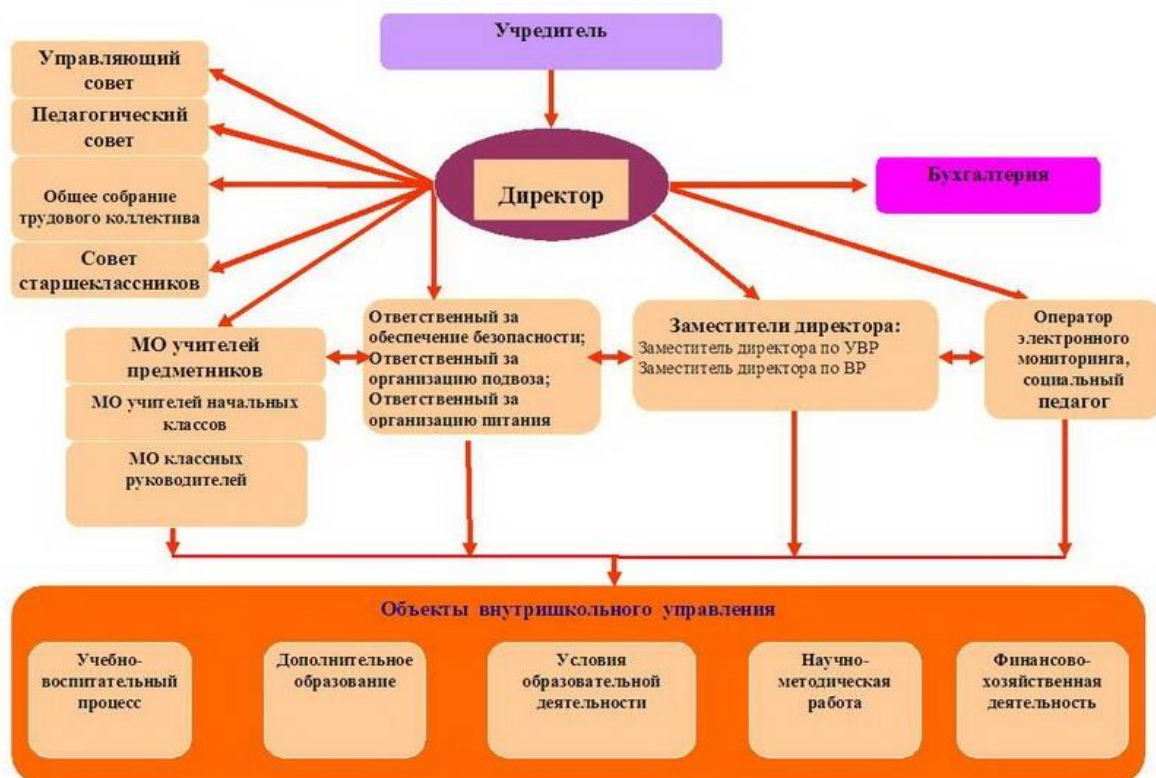 Учредитель
Управляющий
совет
Педагогический
совет
Общее собрание
трудового коллектива
Совет
старшеклассников
Директор
Бухгалтерия
МО учителей
предметников
МО учителей начальных
классов
МО классных
руководителей
Ответственный за
обеспечение безопасности;
Ответственный за
организацию подвоза;
Ответственный за
организацию питания
Заместители директора:
Заместитель директора по УВР
Заместитель директора по ВР
Оператор
электронного
мониторинга,
социальный
педагог
Объекты внутришкольного управления
Учебно-
воспитательный
процесс
Дополнительное
образование
Условия
образовательной
деятельности
Научно-
методическая
работа
Финансово-
хозяйственная
деятельность